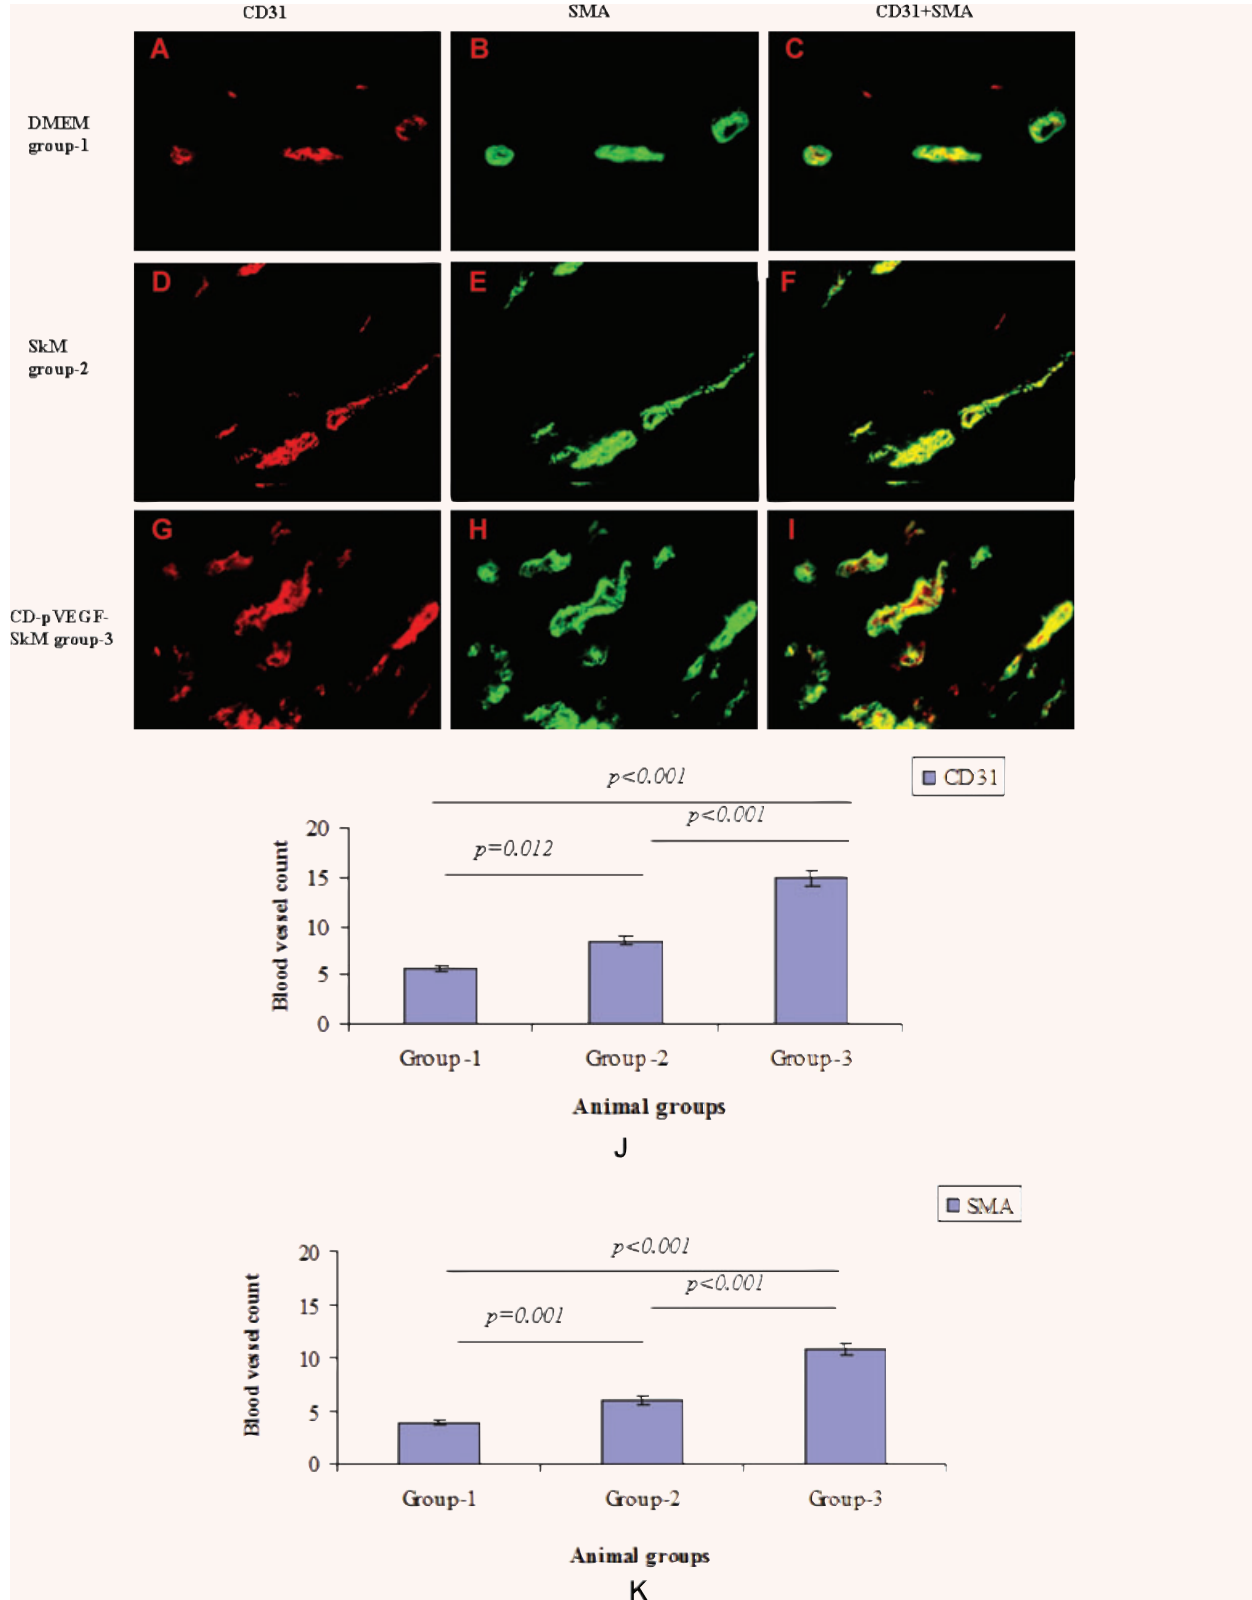 CD31 SMA CD31+SMA
A B C
DMEM
group-1
D E F
SkM
group-2
G H I
CD-pVEGF-
SkM group-3
p<0.001
CD31
p<0.001
p=0.012
20
15
10
5
0
Blood vessel count
Group-1 Group-2 Group-3
Animal groups
J
SMA
p<0.001
p<0.001
p=0.001
20
15
10
5
0
Blood vessel count
Group-1 Group-2 Group-3
Animal groups
K